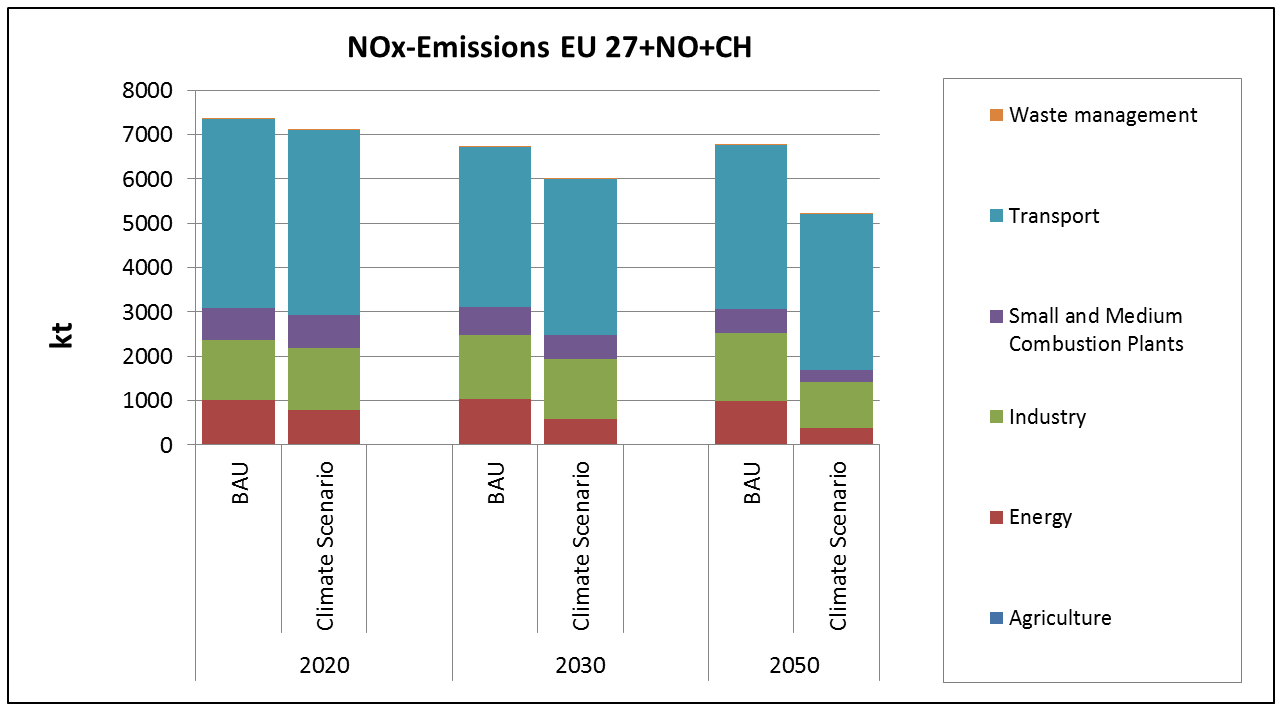 NOx-Emissions EU 27+NO+CH
8000
7000
6000
5000
4000
3000
2000
1000
0
kt
BAU
Climate Scenario
BAU
Climate Scenario
BAU
Climate Scenario
2020
2030
2050
Waste management
Transport
Small and Medium
Combustion Plants
Industry
Energy
Agriculture